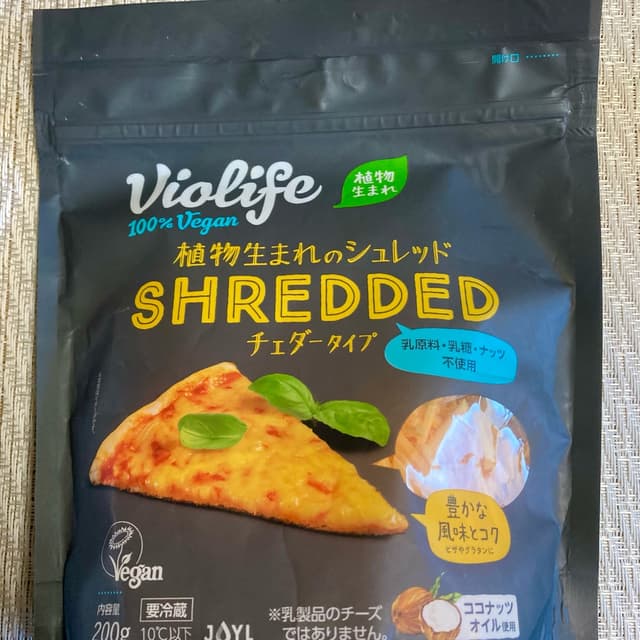 開け口
Violife
100% Vegan
植物
生まれ
植物生まれのシュレッド
SHREDDED
チェダータイプ
乳原料・乳糖・ナッツ
不使用
豊かな
風味とコク
ピザやグラタンに
Vegan
内容量
200g
要冷蔵
10℃以下
JOYL
※乳製品のチーズ
ではありません。
ココナッツ
オイル使用